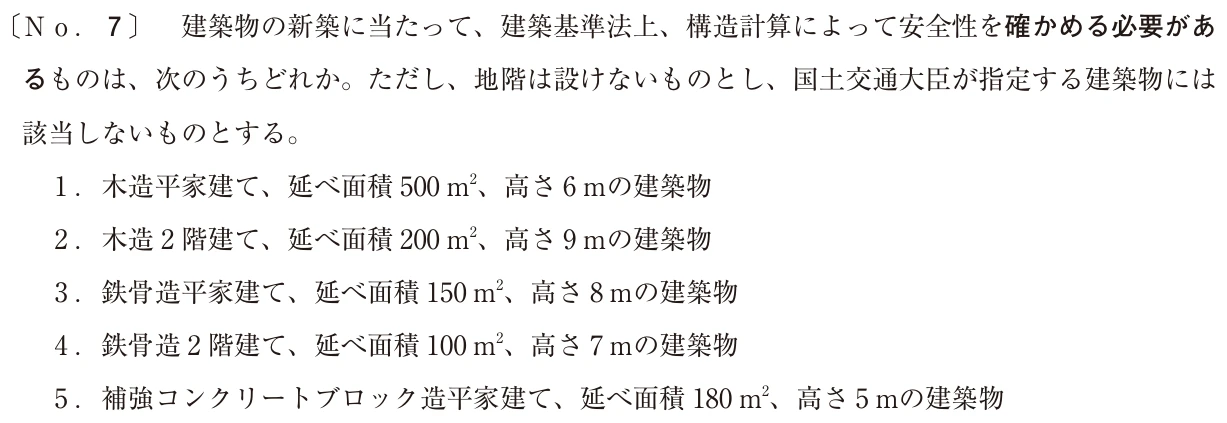 〔No. 7〕 建築物の新築に当たって、建築基準法上、構造計算によって安全性を確かめる必要があ
るものは、次のうちどれか。ただし、地階は設けないものとし、国土交通大臣が指定する建築物には
該当しないものとする。
1. 木造平家建て、延べ面積 500 m²、高さ 6 mの建築物
2. 木造 2 階建て、延べ面積 200 m²、高さ 9 mの建築物
3. 鉄骨造平家建て、延べ面積 150 m²、高さ 8 mの建築物
4. 鉄骨造 2 階建て、延べ面積 100 m²、高さ 7 mの建築物
5. 補強コンクリートブロック造平家建て、延べ面積 180 m²、高さ 5 mの建築物